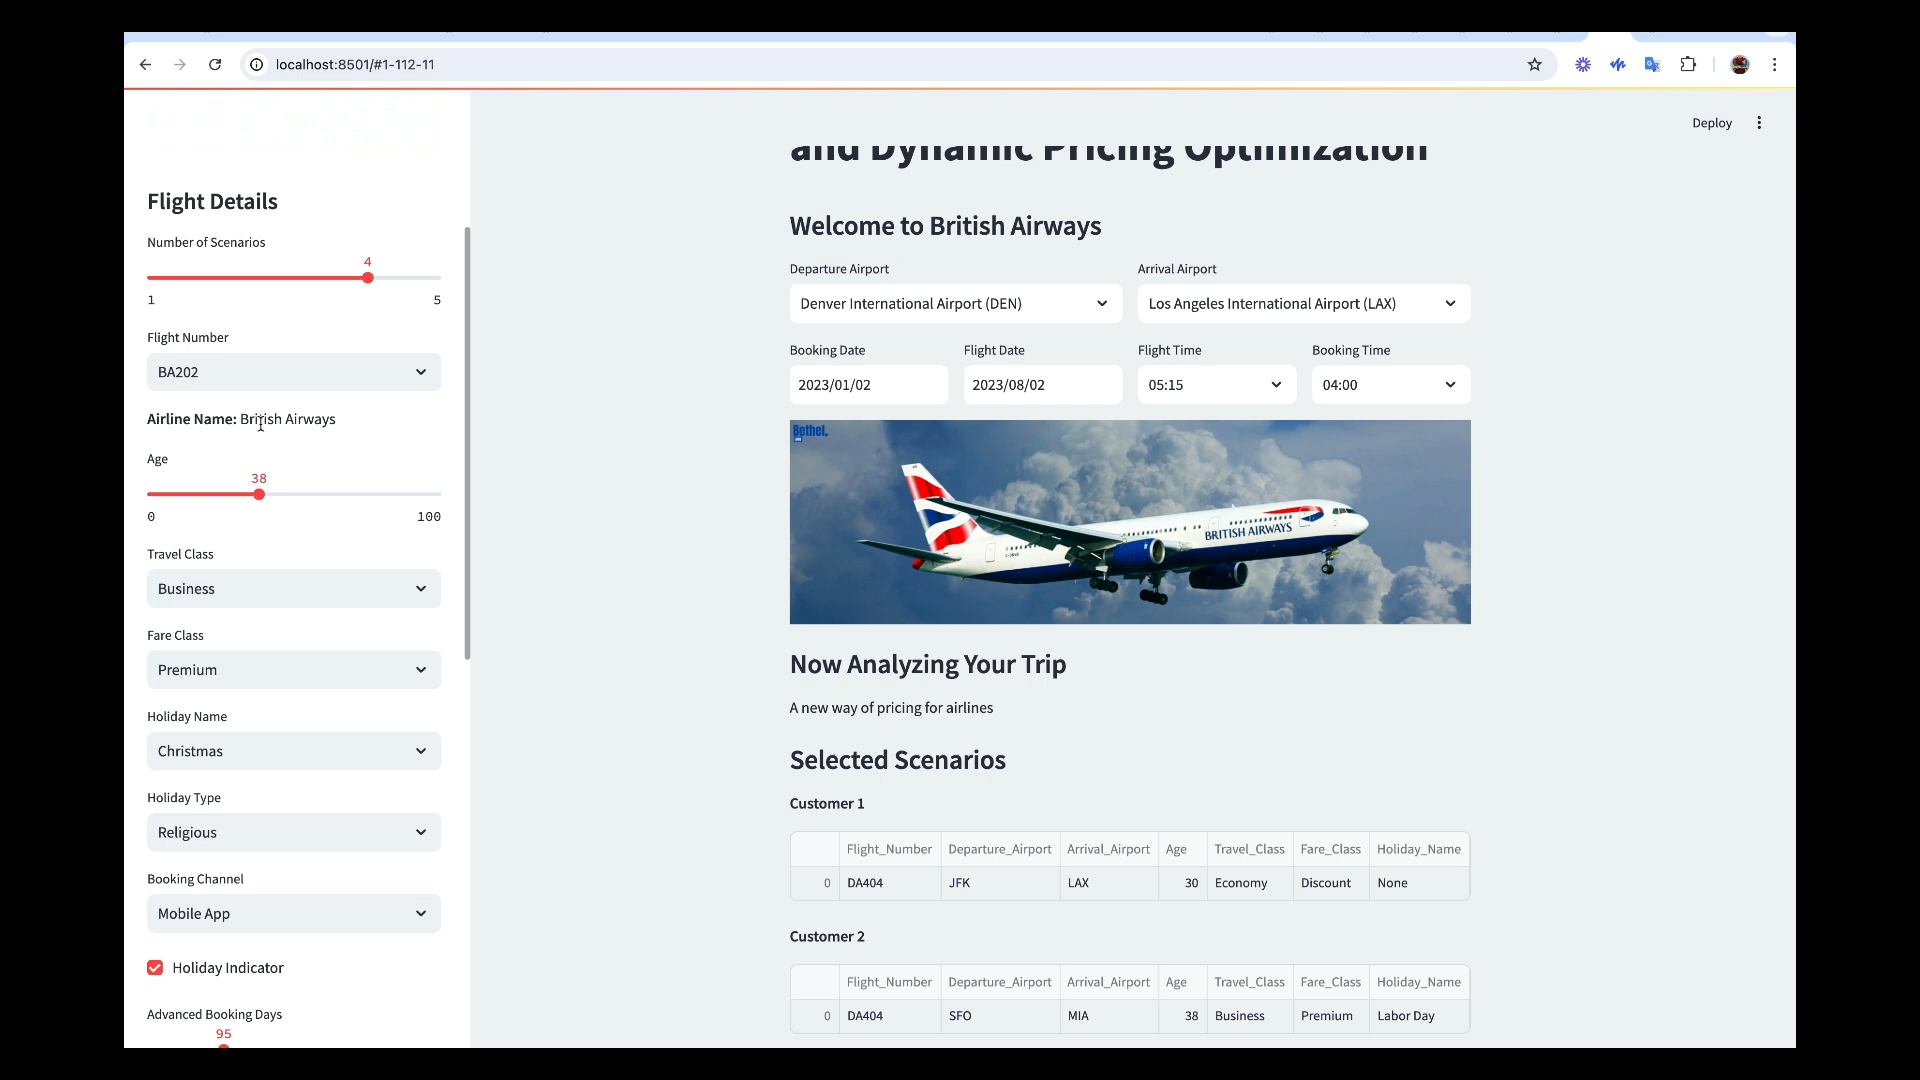 localhost:8501/#1-112-11
Deploy
Flight Details
Number of Scenarios
4
1 5
Flight Number
BA202
Airline Name: British Airways
Age
38
0 100
Travel Class
Business
Fare Class
Premium
Holiday Name
Christmas
Holiday Type
Religious
Booking Channel
Mobile App
Holiday Indicator
Advanced Booking Days
95
and Dynamic Pricing Optimization
Welcome to British Airways
Departure Airport Arrival Airport
Denver International Airport (DEN) Los Angeles International Airport (LAX)
Booking Date Flight Date Flight Time Booking Time
2023/01/02 2023/08/02 05:15 04:00
Bethel.
BRITISH AIRWAYS
Now Analyzing Your Trip
A new way of pricing for airlines
Selected Scenarios
Customer 1
Flight_Number Departure_Airport Arrival_Airport Age Travel_Class Fare_Class Holiday_Name
0 DA404 JFK LAX 30 Economy Discount None
Customer 2
Flight_Number Departure_Airport Arrival_Airport Age Travel_Class Fare_Class Holiday_Name
0 DA404 SFO MIA 38 Business Premium Labor Day